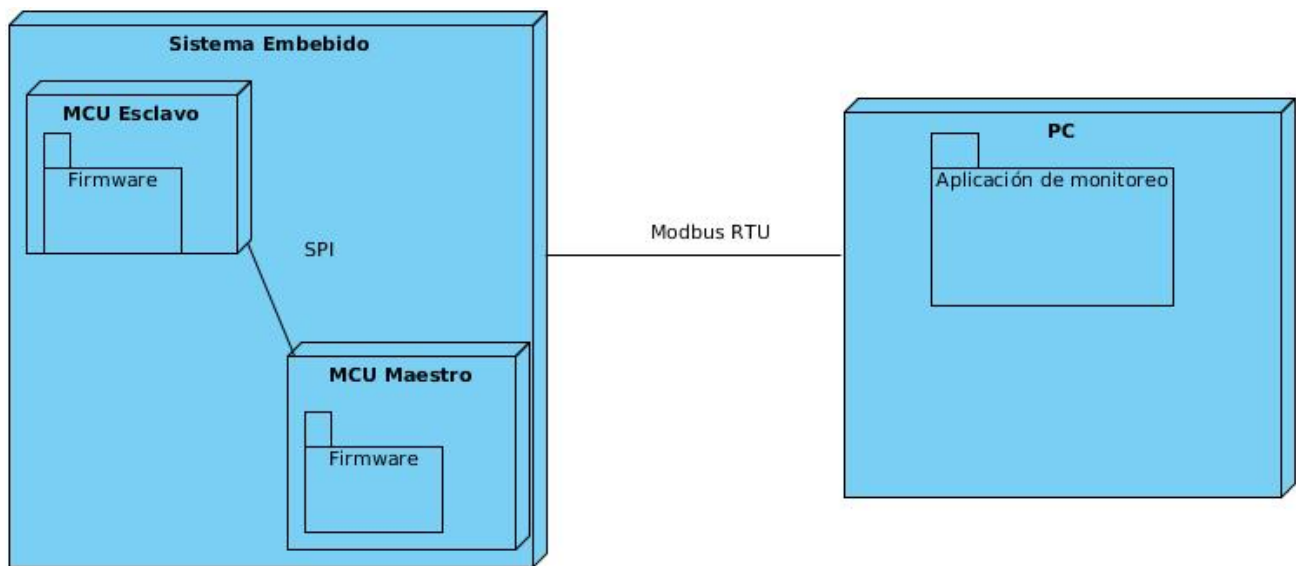 Sistema Embebido
MCU Esclavo
Firmware
SPI
MCU Maestro
Firmware
Modbus RTU
PC
Aplicación de monitoreo